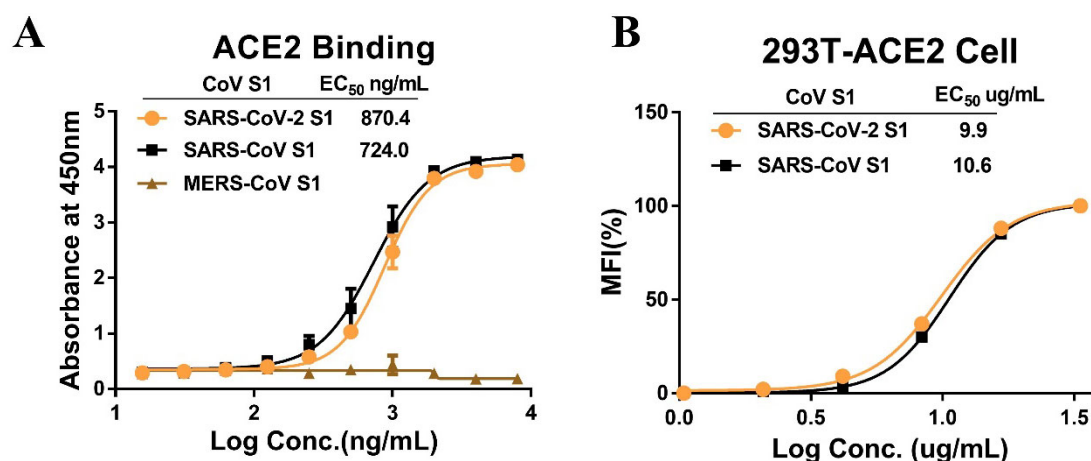 A
ACE2 Binding
CoV S1 EC50 ng/mL
SARS-CoV-2 S1 870.4
SARS-CoV S1 724.0
MERS-CoV S1
Absorbance at 450nm
5
4
3
2
1
0
1 2 3 4
Log Conc.(ng/mL)
B
293T-ACE2 Cell
CoV S1 EC50 ug/mL
SARS-CoV-2 S1 9.9
SARS-CoV S1 10.6
MFI(%)
150
100
50
0
0.0 0.5 1.0 1.5
Log Conc. (ug/mL)